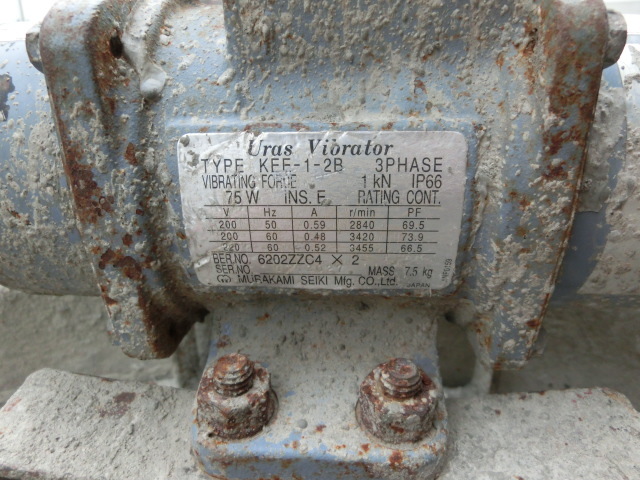 Uras Vibrator
TYPE KEE-1-2B 3PHASE
VIBRATING FORCE 1 kN IP66
75 W INS. E RATING CONT.
V Hz A r/min PF
200 50 0.59 2840 69.5
200 60 0.48 3420 73.9
220 60 0.52 3455 66.5
BER.NO. 6202ZZC4 × 2
SER.NO. MASS 7.5 kg
MURAKAMI SEIKI Mfg. CO., Ltd. JAPAN